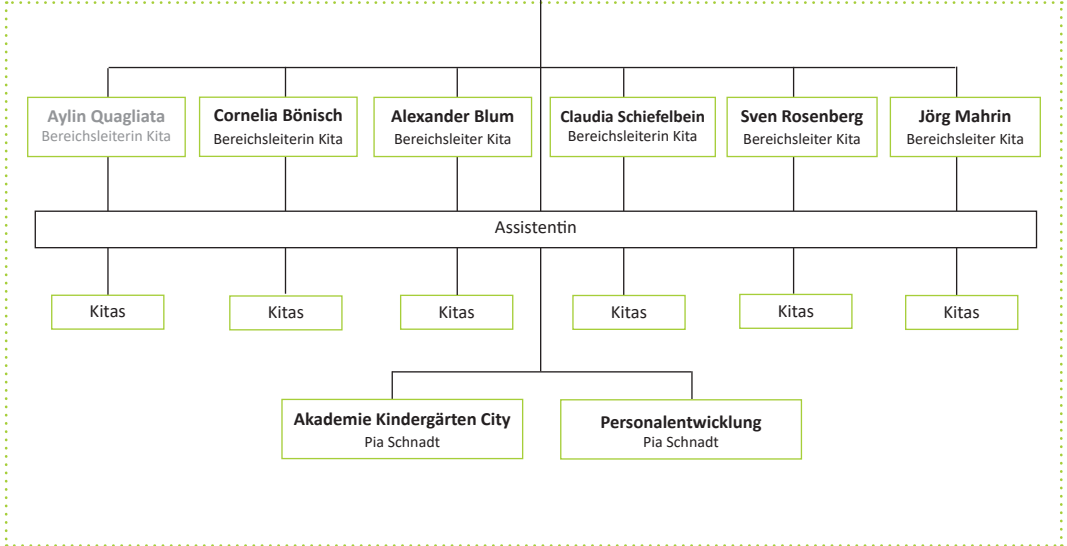 Aylin Quagliata
Bereichsleiterin Kita
Cornelia Bönisch
Bereichsleiterin Kita
Alexander Blum
Bereichsleiter Kita
Claudia Schiefelbein
Bereichsleiterin Kita
Sven Rosenberg
Bereichsleiter Kita
Jörg Mahrin
Bereichsleiter Kita
Assistentin
Kitas
Kitas
Kitas
Kitas
Kitas
Kitas
Akademie Kindergärten City
Pia Schnadt
Personalentwicklung
Pia Schnadt